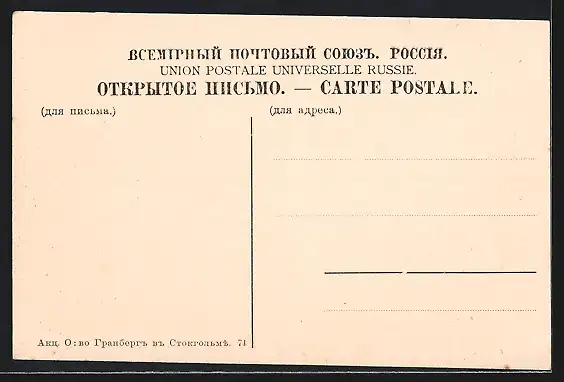 ВСЕМІРНЫЙ ПОЧТОВЫЙ СОЮЗЪ. РОССІЯ.
UNION POSTALE UNIVERSELLE RUSSIE.
ОТКРЫТОЕ ПИСЬМО. — CARTE POSTALE.
(для письма.)
(для адреса.)
Акц. О:во Гранбергъ въ Стокгольмѣ. 71